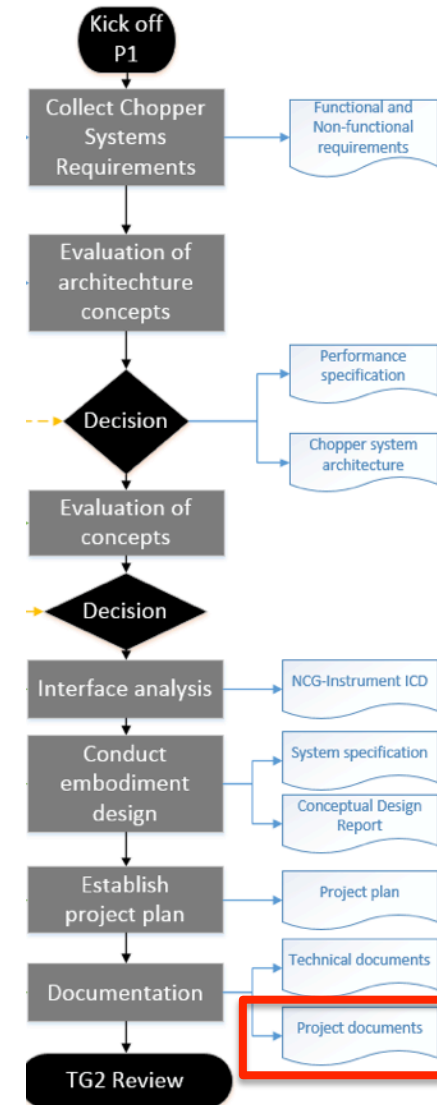 Kick off
P1
Collect Chopper
Systems
Requirements
Functional and
Non-functional
requirements
Evaluation of
architechture
concepts
Performance
specification
Decision
Chopper system
architecture
Evaluation of
concepts
Decision
Interface analysis
NCG-Instrument ICD
Conduct
embodiment
design
System specification
Conceptual Design
Report
Establish
project plan
Project plan
Technical documents
Documentation
Project documents
TG2 Review